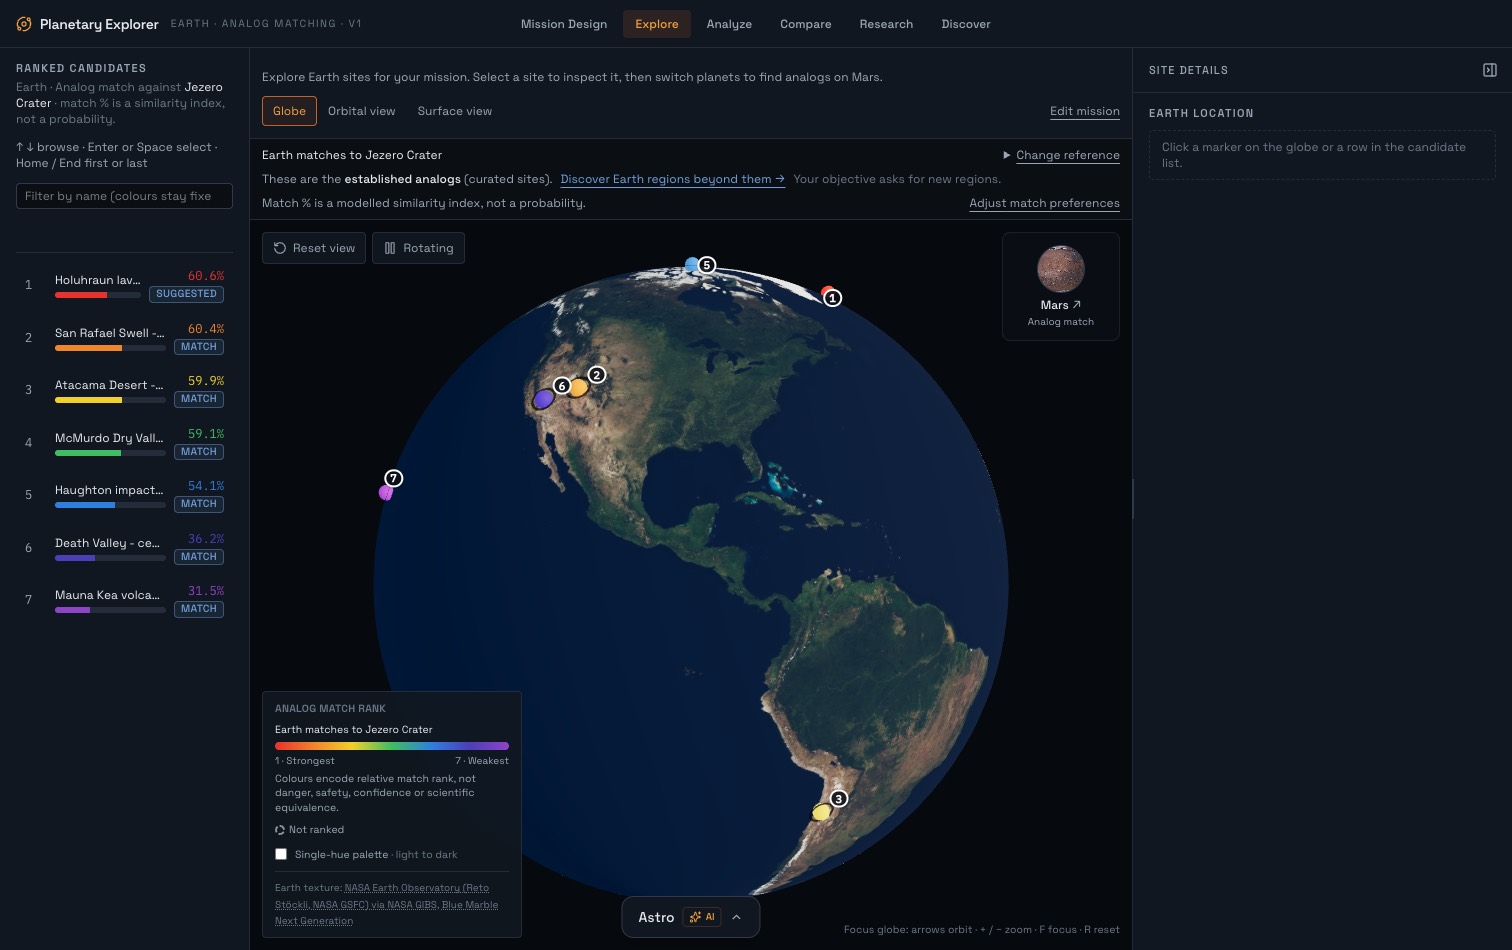 Planetary Explorer
EARTH · ANALOG MATCHING · V1
Mission Design
Explore
Analyze
Compare
Research
Discover
RANKED CANDIDATES
Earth · Analog match against Jezero
Crater · match % is a similarity index,
not a probability.
↑ ↓ browse · Enter or Space select ·
Home / End first or last
Filter by name (colours stay fixe
1 Holuhraun lav… 60.6%
SUGGESTED
2 San Rafael Swell -… 60.4%
MATCH
3 Atacama Desert -… 59.9%
MATCH
4 McMurdo Dry Vall… 59.1%
MATCH
5 Haughton impact… 54.1%
MATCH
6 Death Valley - ce… 36.2%
MATCH
7 Mauna Kea volca… 31.5%
MATCH
Explore Earth sites for your mission. Select a site to inspect it, then switch planets to find analogs on Mars.
Globe
Orbital view
Surface view
Edit mission
Earth matches to Jezero Crater
▶ Change reference
These are the established analogs (curated sites). Discover Earth regions beyond them → Your objective asks for new regions.
Match % is a modelled similarity index, not a probability.
Adjust match preferences
Reset view
Rotating
Mars ↗
Analog match
5
1
2
6
7
3
ANALOG MATCH RANK
Earth matches to Jezero Crater
1 · Strongest
7 · Weakest
Colours encode relative match rank, not
danger, safety, confidence or scientific
equivalence.
Not ranked
Single-hue palette · light to dark
Earth texture: NASA Earth Observatory (Reto
Stöckli, NASA GSFC) via NASA GIBS, Blue Marble
Next Generation
Astro
AI
Focus globe: arrows orbit · + / − zoom · F focus · R reset
SITE DETAILS
EARTH LOCATION
Click a marker on the globe or a row in the candidate
list.